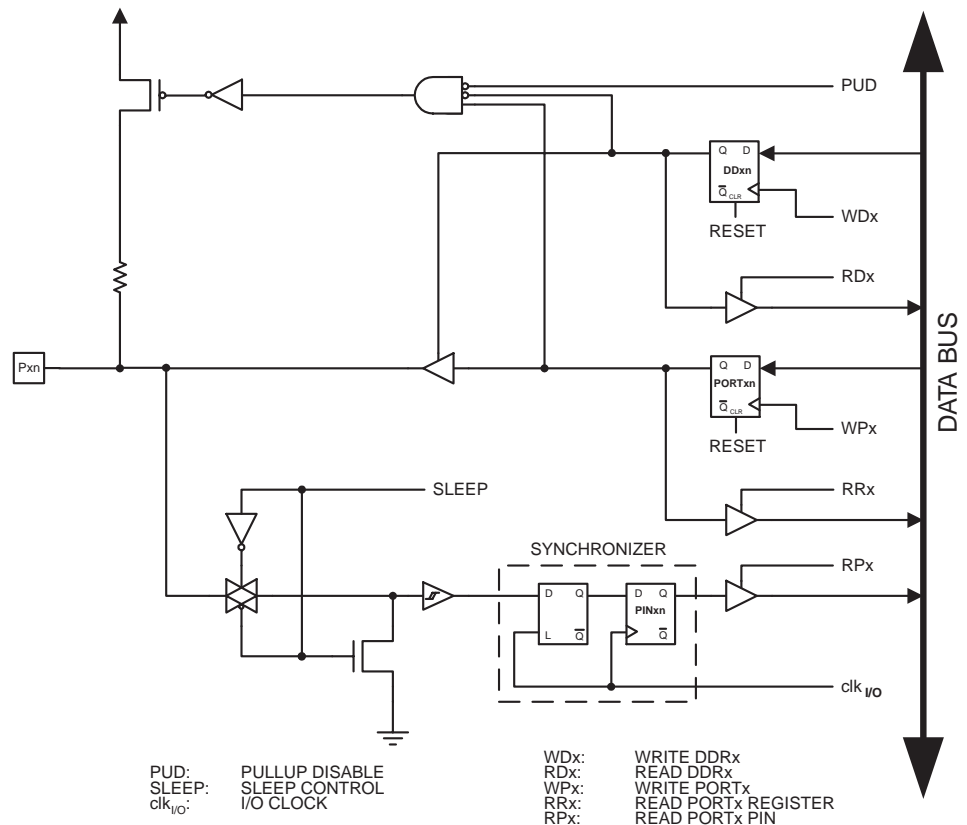 PUD
Q D
DDxn
Q CLR
WDx
RESET
RDx
Pxn
Q D
PORTxn
Q CLR
WPx
RESET
DATA BUS
SLEEP
RRx
SYNCHRONIZER
RPx
D Q
L Q
D Q
PINxn
Q
clk I/O
PUD: PULLUP DISABLE
SLEEP: SLEEP CONTROL
clkI/O: I/O CLOCK
WDx: WRITE DDRx
RDx: READ DDRx
WPx: WRITE PORTx
RRx: READ PORTx REGISTER
RPx: READ PORTx PIN